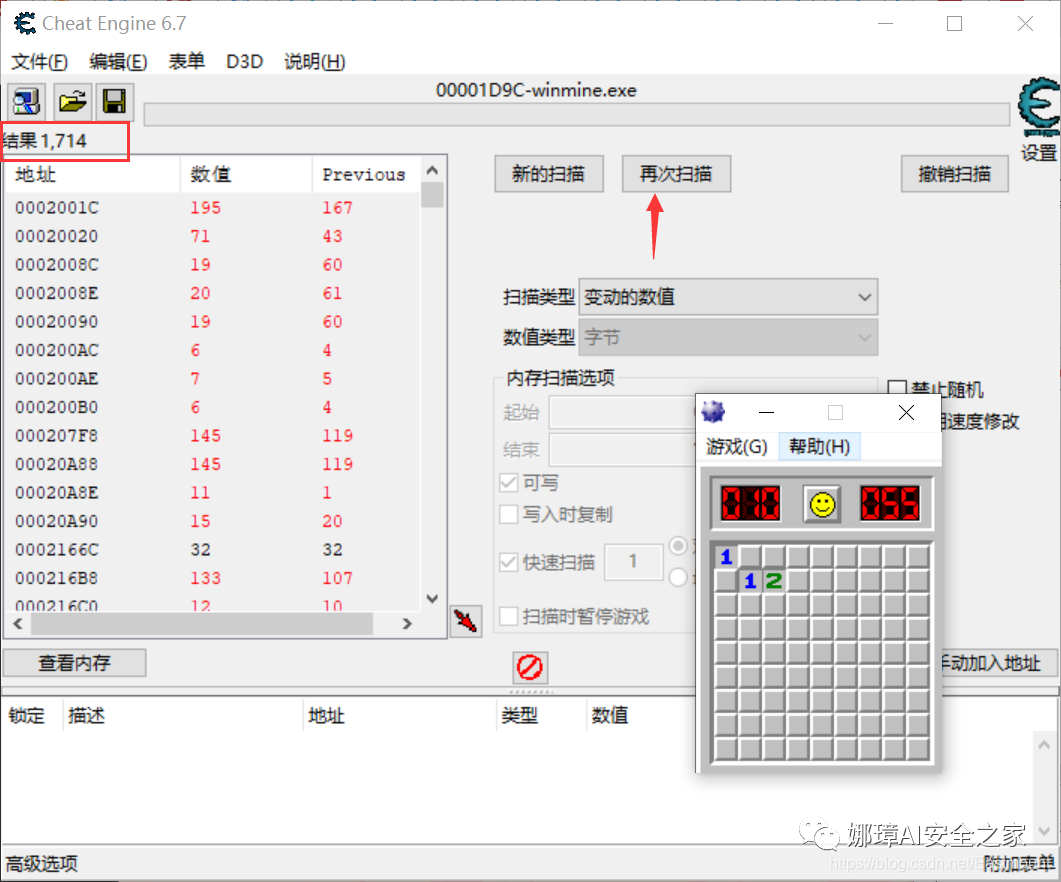 Cheat Engine 6.7
文件(F) 编辑(E) 表单 D3D 说明(H)
00001D9C-winmine.exe
结果 1,714
设置
地址 数值 Previous
新的扫描 再次扫描 撤销扫描
0002001C 195 167
00020020 71 43
0002008C 19 60
0002008E 20 61
00020090 19 60
000200AC 6 4
000200AE 7 5
000200B0 6 4
000207F8 145 119
00020A88 145 119
00020A8E 11 1
00020A90 15 20
0002166C 32 32
000216B8 133 107
000216C0 12 10
扫描类型 变动的数值
数值类型 字节
内存扫描选项
禁止随机
起始
速度修改
结束
可写
写入时复制
快速扫描 1
扫描时暂停游戏
游戏(G) 帮助(H)
010
1
1 2
查看内存
手动加入地址
锁定 描述 地址 类型 数值
娜璋AI安全之家
高级选项
附加表单